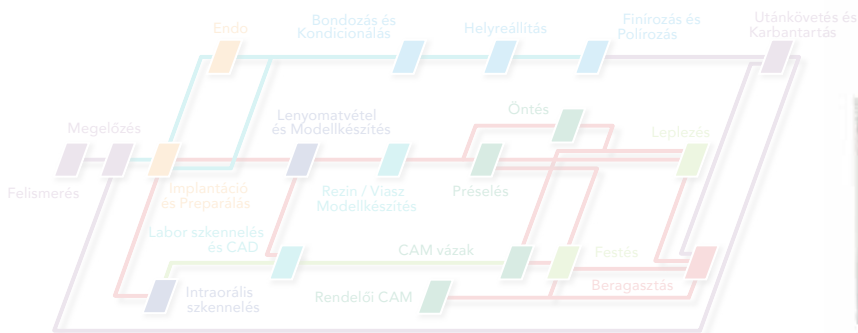 Utánkövetés és
Karbantartás
Bondozás és
Kondicionálás
Finírozás és
Polírozás
Endo
Helyreállítás
Öntés
Lenyomatvétel
és Modellkészítés
Megelőzés
Leplezés
Felismerés
Implantáció
és Preparálás
Rezin / Viasz
Modellkészítés
Préselés
Labor szkennelés
és CAD
CAM vázak
Festés
Intraorális
szkennelés
Rendelői CAM
Beragasztás